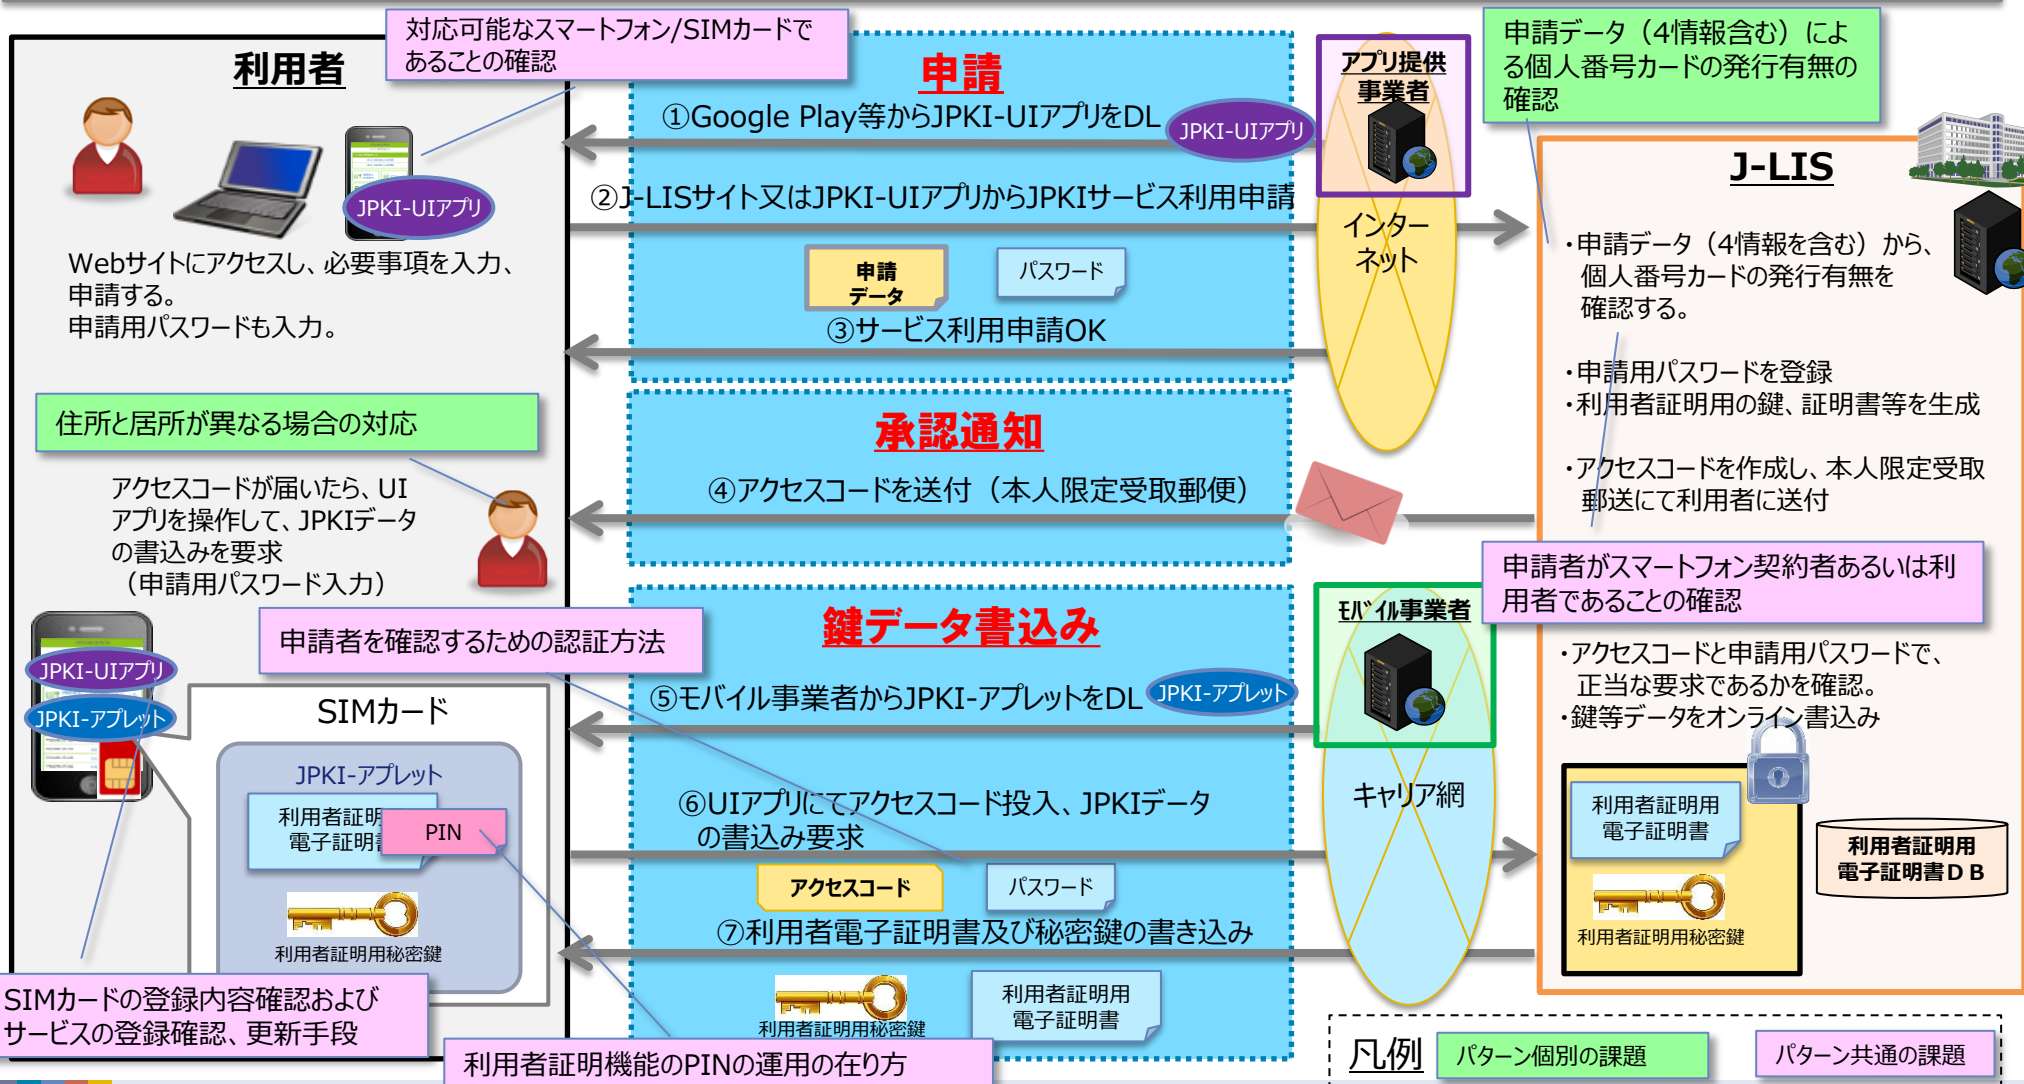 対応可能なスマートフォン/SIMカードで
あることの確認
利用者
JPKI-UIアプリ
Webサイトにアクセスし、必要事項を入力、
申請する。
申請用パスワードも入力。
住所と居所が異なる場合の対応
アクセスコードが届いたら、UI
アプリを操作して、JPKIデータ
の書込みを要求
（申請用パスワード入力）
申請者を確認するための認証方法
JPKI-UIアプリ
JPKI-アプレット
SIMカード
JPKI-アプレット
利用者証明
電子証明
PIN
利用者証明用秘密鍵
SIMカードの登録内容確認および
サービスの登録確認、更新手段
利用者証明機能のPINの運用の在り方
申請
①Google Play等からJPKI-UIアプリをDL
JPKI-UIアプリ
②J-LISサイト又はJPKI-UIアプリからJPKIサービス利用申請
申請
データ
パスワード
③サービス利用申請OK
承認通知
④アクセスコードを送付（本人限定受取郵便）
鍵データ書込み
⑤モバイル事業者からJPKI-アプレットをDL
JPKI-アプレット
⑥UIアプリにてアクセスコード投入、JPKIデータ
の書込み要求
アクセスコード
パスワード
⑦利用者電子証明書及び秘密鍵の書き込み
利用者証明用秘密鍵
利用者証明用
電子証明書
アプリ提供
事業者
インター
ネット
ﾓﾊﾞｲﾙ事業者
キャリア網
申請データ（4情報含む）によ
る個人番号カードの発行有無の
確認
J-LIS
・申請データ（4情報を含む）から、
個人番号カードの発行有無を
確認する。
・申請用パスワードを登録
・利用者証明用の鍵、証明書等を生成
・アクセスコードを作成し、本人限定受取
郵送にて利用者に送付
申請者がスマートフォン契約者あるいは利
用者であることの確認
・アクセスコードと申請用パスワードで、
正当な要求であるかを確認。
・鍵等データをオンライン書込み
利用者証明用
電子証明書
利用者証明用秘密鍵
利用者証明用
電子証明書ＤＢ
凡例
パターン個別の課題
パターン共通の課題